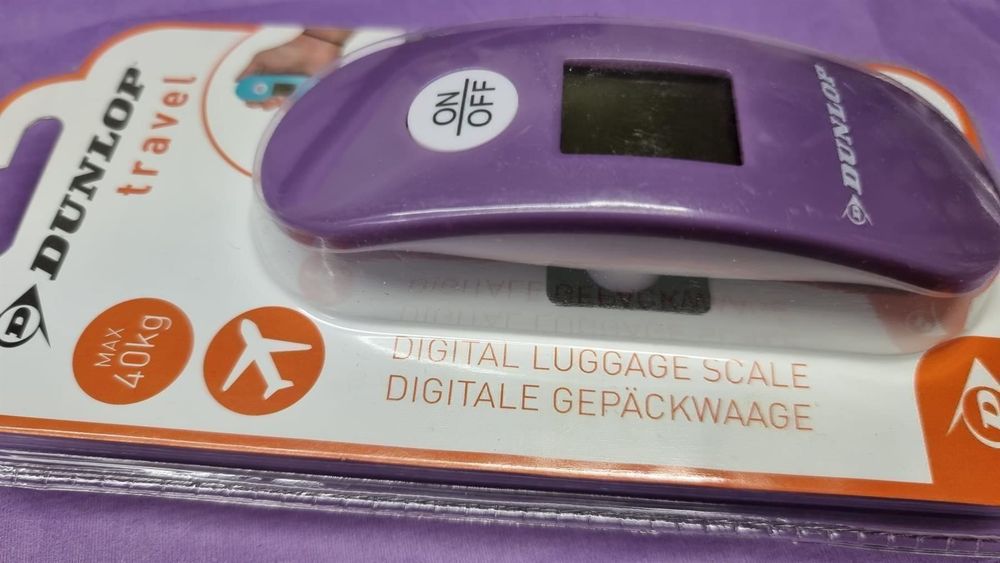 DUNLOP
travel
MAX
40kg
ON
OFF
DUNLOP
DIGITAL LUGGAGE SCALE
DIGITALE GEPÄCKWAAGE